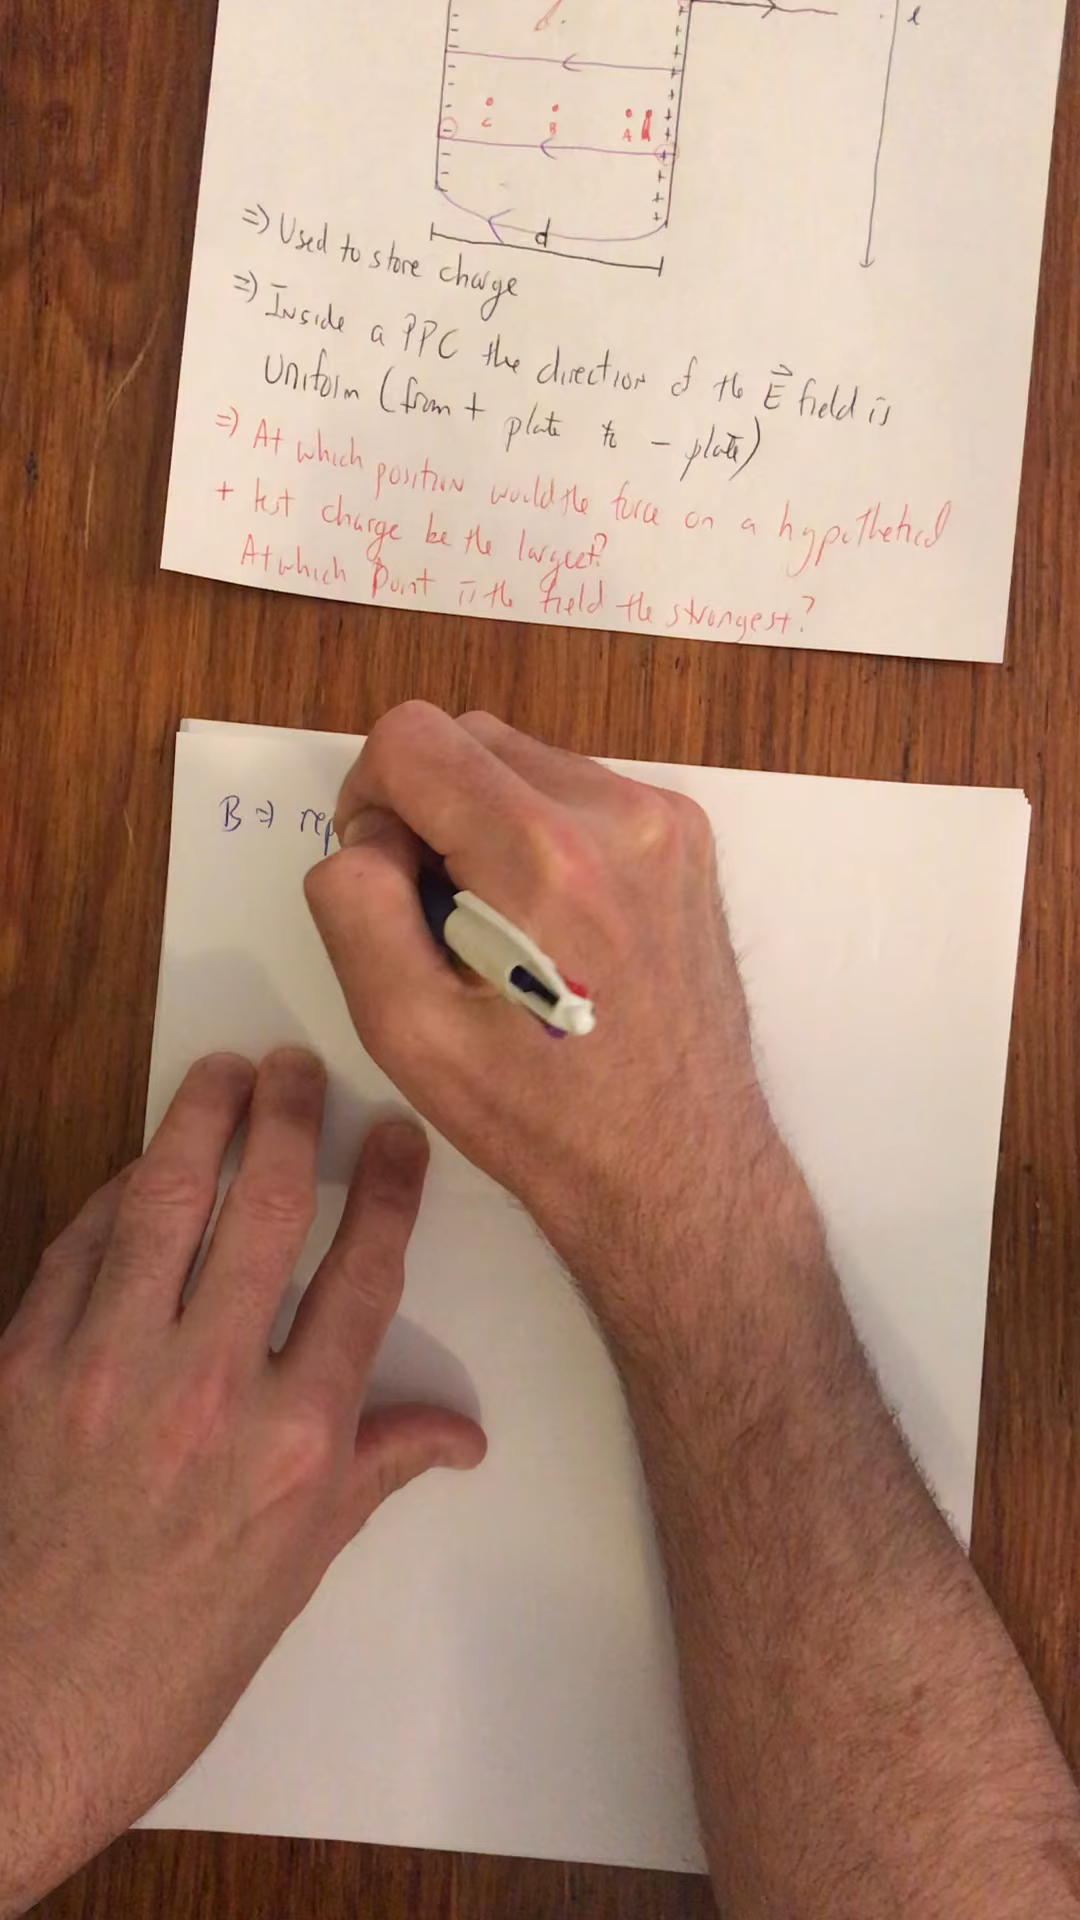 l
C B A
d
=> Used to store charge
=> Inside a PPC the direction of the E field is
uniform (from + plate to - plate)
=> At which position would the force on a hypothetical
+ test charge be the largest?
At which point is the field the strongest?
B => rep